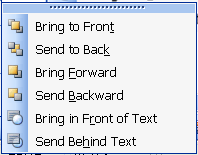 Bring to Front
Send to Back
Bring Forward
Send Backward
Bring in Front of Text
Send Behind Text